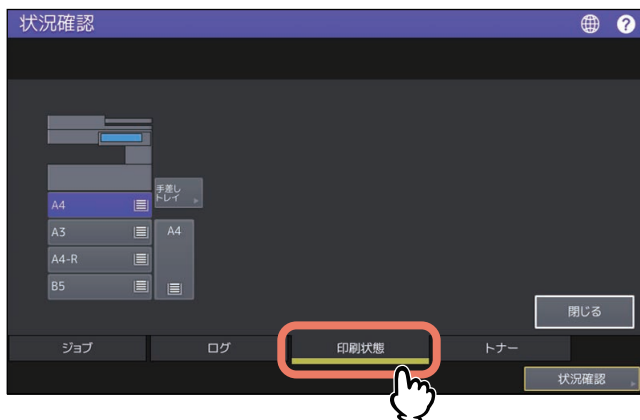 状況確認
?
手差し
トレイ
A4
A3
A4
A4-R
B5
閉じる
ジョブ
ログ
印刷状態
トナー
状況確認